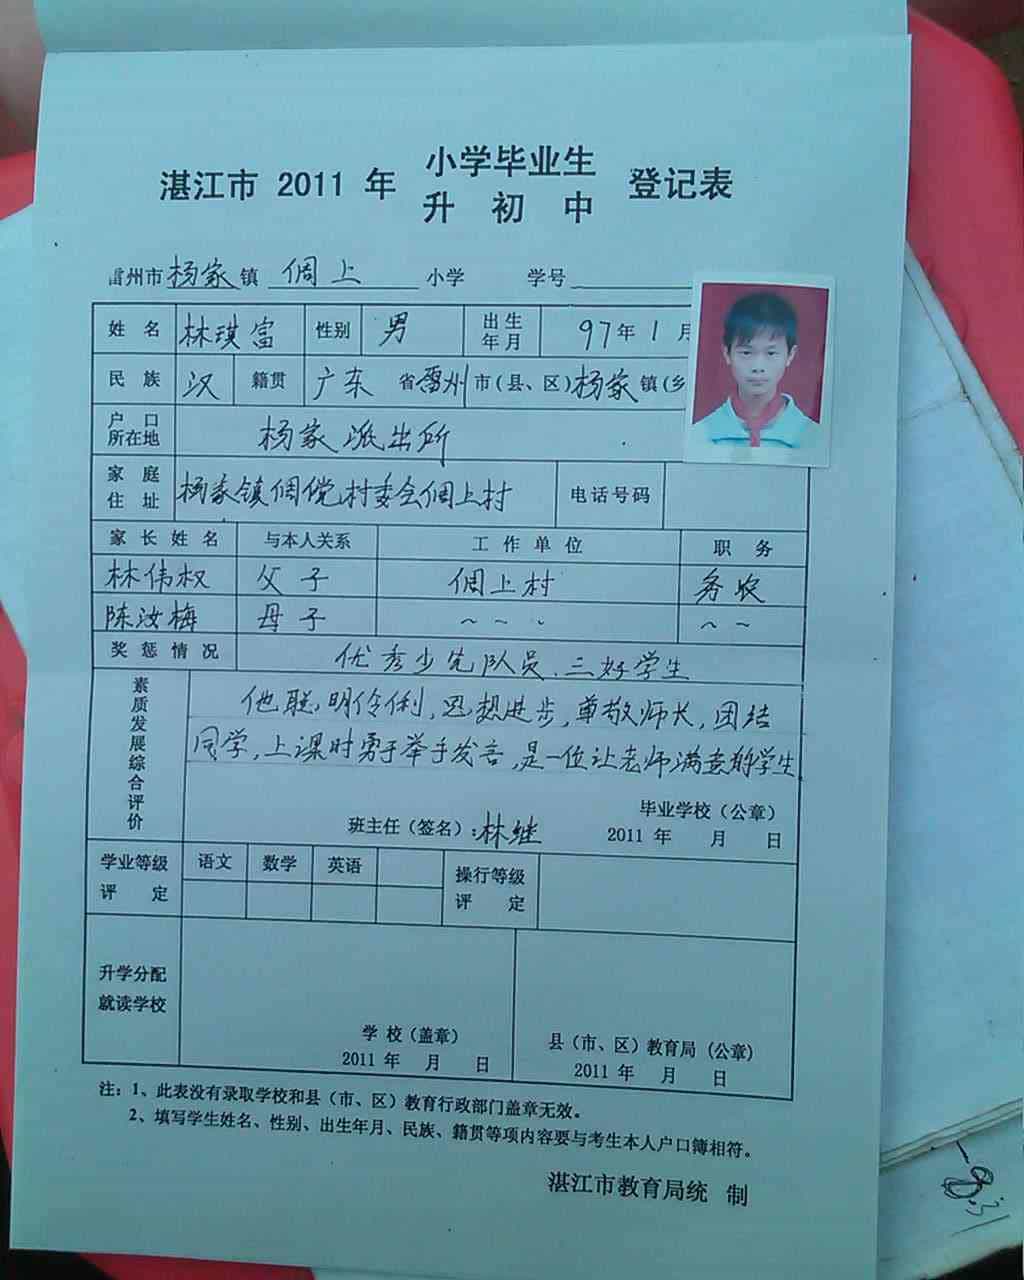 湛江市 2011 年 小学毕业生 登记表
升 初 中
雷州市杨家镇 倜上 小学 学号
姓 名 林琪富 性别 男 出生年月 97年1月
民 族 汉 籍贯 广东 省雷州市(县、区)杨家镇(乡
户 口所在地 杨家派出所
家 庭住 址 杨家镇 村委会倜上村 电话号码
家长姓名 与本人关系 工作单位 职 务
林伟权 父子 倜上村 务农
陈汝梅 母子 ~ ~ ~ ~ ~
奖惩情况 优秀少先队员、三好学生
素质发展综合评价
他聪明伶俐,思想进步,尊敬师长,团结
同学,上课时勇于举手发言,是一位让老师满意的学生
毕业学校(公章)
班主任(签名):林继 2011 年 月 日
学业等级评 定 语文 数学 英语 操行等级评 定
升学分配就读学校
学 校(盖章) 县(市、区)教育局(公章)
2011 年 月 日 2011 年 月 日
注:1、此表没有录取学校和县(市、区)教育行政部门盖章无效。
2、填写学生姓名、性别、出生年月、民族、籍贯等项内容要与考生本人户口簿相符。
湛江市教育局统 制